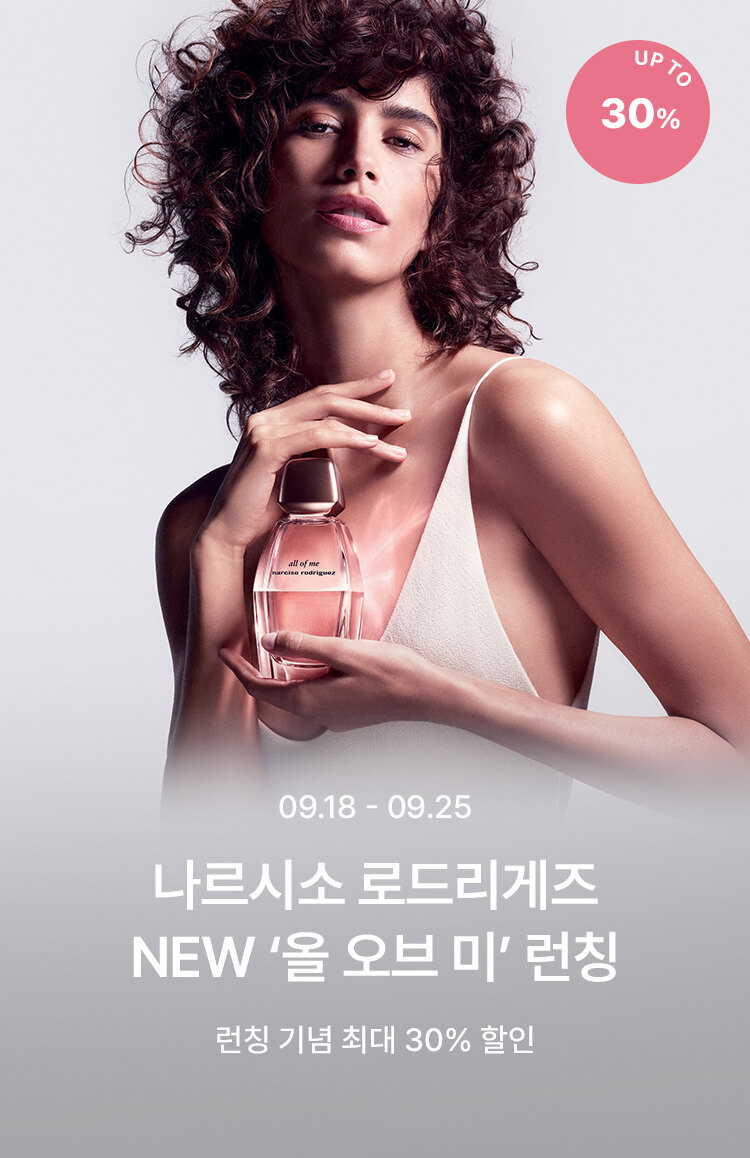 UP TO
30%
all of me
narciso rodriguez
09.18 - 09.25
나르시소 로드리게즈
NEW ‘올 오브 미’ 런칭
런칭 기념 최대 30% 할인